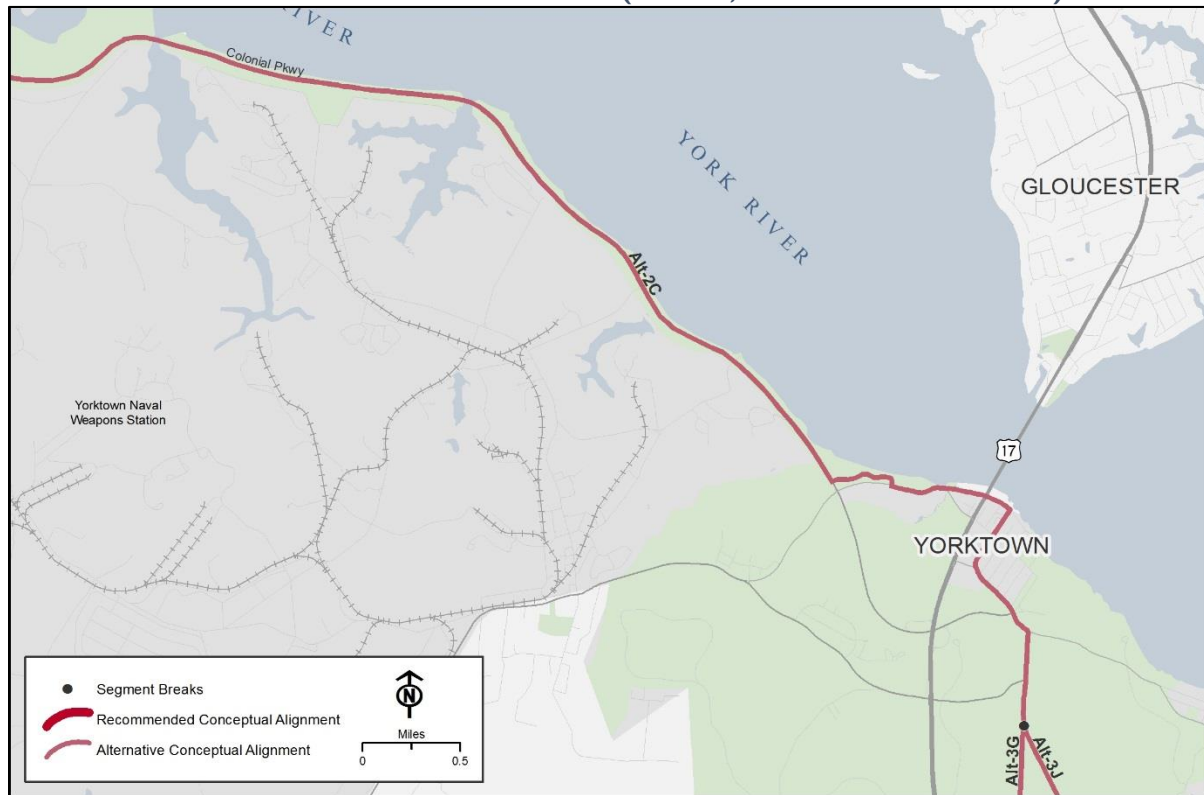 RIVER
Colonial Pkwy
YORK RIVER
GLOUCESTER
Alt-2C
Yorktown Naval
Weapons Station
17
YORKTOWN
Alt-3G
Alt-3J
Segment Breaks
Recommended Conceptual Alignment
Alternative Conceptual Alignment
N
Miles
0 0.5